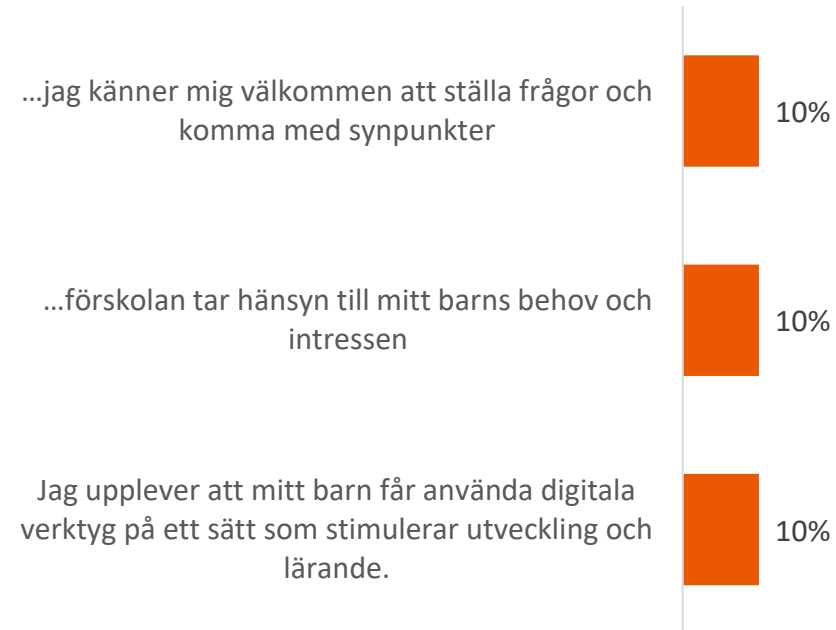 ...jag känner mig välkommen att ställa frågor och
komma med synpunkter
10%
...förskolan tar hänsyn till mitt barns behov och
intressen
10%
Jag upplever att mitt barn får använda digitala
verktyg på ett sätt som stimulerar utveckling och
lärande.
10%